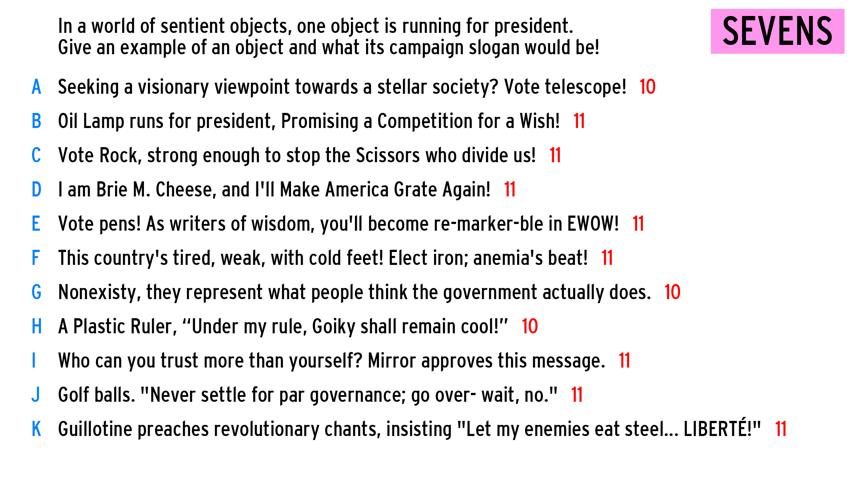 In a world of sentient objects, one object is running for president.
Give an example of an object and what its campaign slogan would be!
SEVENS
A Seeking a visionary viewpoint towards a stellar society? Vote telescope! 10
B Oil Lamp runs for president, Promising a Competition for a Wish! 11
C Vote Rock, strong enough to stop the Scissors who divide us! 11
D I am Brie M. Cheese, and I'll Make America Grate Again! 11
E Vote pens! As writers of wisdom, you'll become re-marker-ble in EWOW! 11
F This country's tired, weak, with cold feet! Elect iron; anemia's beat! 11
G Nonexisty, they represent what people think the government actually does. 10
H A Plastic Ruler, “Under my rule, Goiky shall remain cool!” 10
I Who can you trust more than yourself? Mirror approves this message. 11
J Golf balls. "Never settle for par governance; go over- wait, no." 11
K Guillotine preaches revolutionary chants, insisting "Let my enemies eat steel... LIBERTÉ!" 11